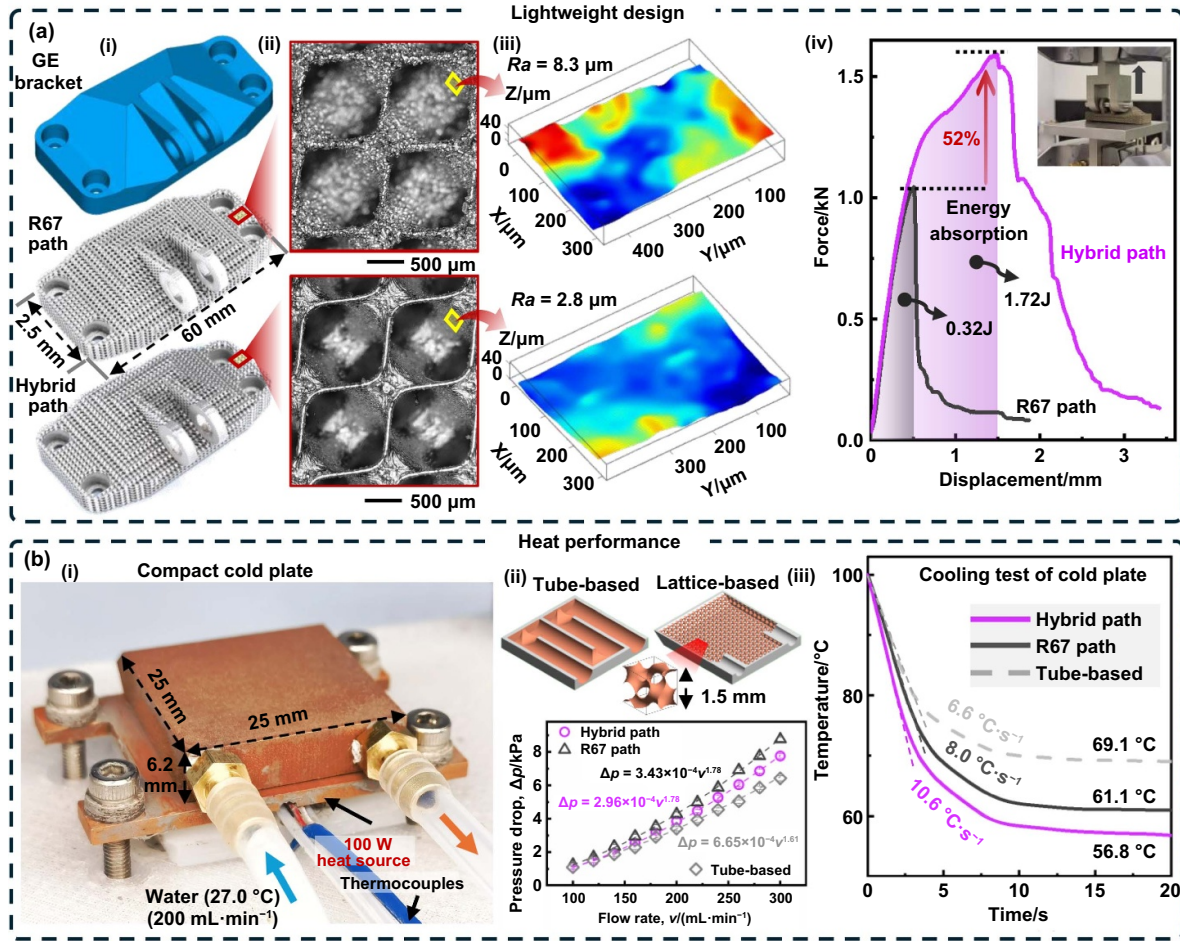 Lightweight design
(a)
(i)
GE
bracket
R67
path
2.5 mm
60 mm
Hybrid
path
(ii)
500 μm
500 μm
(iii)
Ra = 8.3 μm
Z/μm
40
0
0
100
200
300
X/μm
400
300
200
100
Y/μm
Ra = 2.8 μm
Z/μm
40
0
0
100
200
300
X/μm
400
300
200
100
Y/μm
(iv)
Force/kN
1.5
1.0
0.5
0.0
52%
Energy
absorption
Hybrid path
1.72J
0.32J
R67 path
0
1
2
3
Displacement/mm
Heat performance
(b)
(i)
Compact cold plate
25 mm
25 mm
6.2
mm
100 W
heat source
Thermocouples
Water (27.0 °C)
(200 mL·min⁻¹)
(ii)
Tube-based
Lattice-based
1.5 mm
Pressure drop, Δp/kPa
8
6
4
2
0
Hybrid path
R67 path
Δp = 3.43×10⁻⁴v¹·⁷⁸
Δp = 2.96×10⁻⁴v¹·⁷⁸
Δp = 6.65×10⁻⁴v¹·⁶¹
Tube-based
100
140
180
220
260
300
Flow rate, v/(mL·min⁻¹)
(iii)
Temperature/°C
100
80
60
Cooling test of cold plate
Hybrid path
R67 path
Tube-based
6.6 °C·s⁻¹
8.0 °C·s⁻¹
10.6 °C·s⁻¹
69.1 °C
61.1 °C
56.8 °C
0
5
10
15
20
Time/s